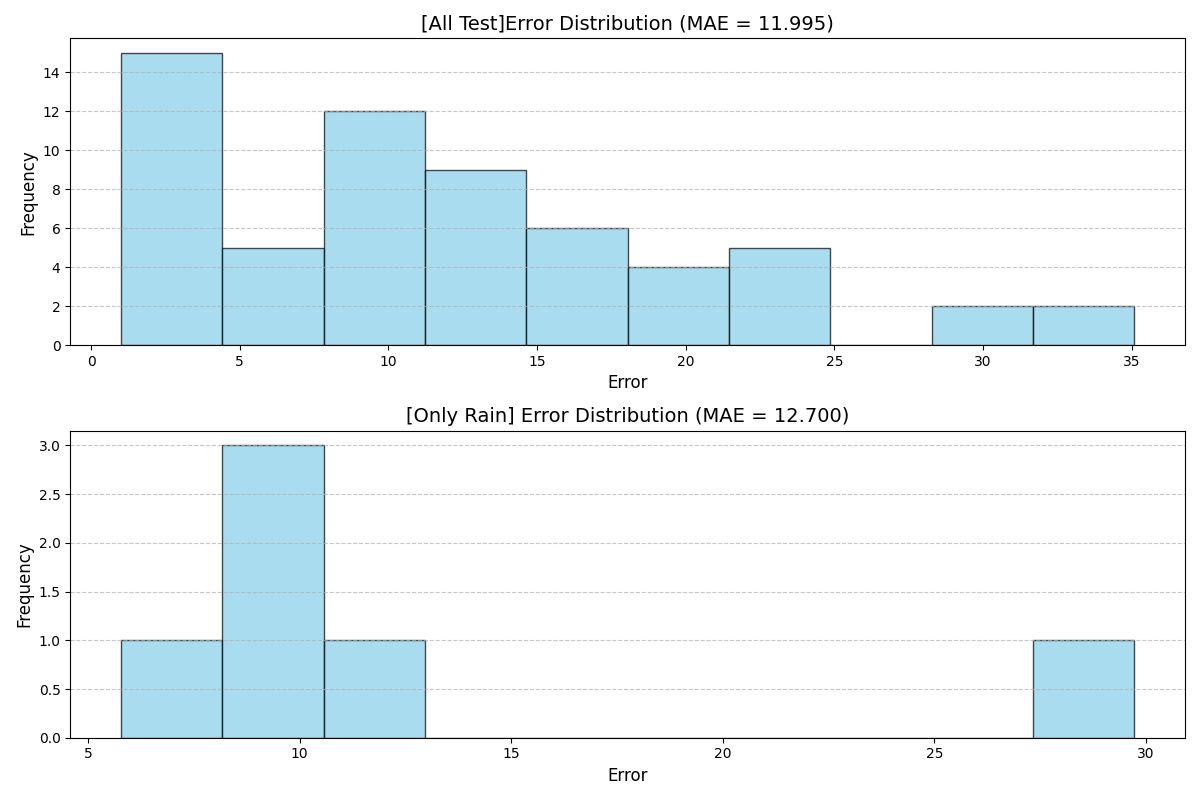 [All Test]Error Distribution (MAE = 11.995)
Frequency
14
12
10
8
6
4
2
0
0 5 10 15 20 25 30 35
Error
[Only Rain] Error Distribution (MAE = 12.700)
Frequency
3.0
2.5
2.0
1.5
1.0
0.5
0.0
5 10 15 20 25 30
Error